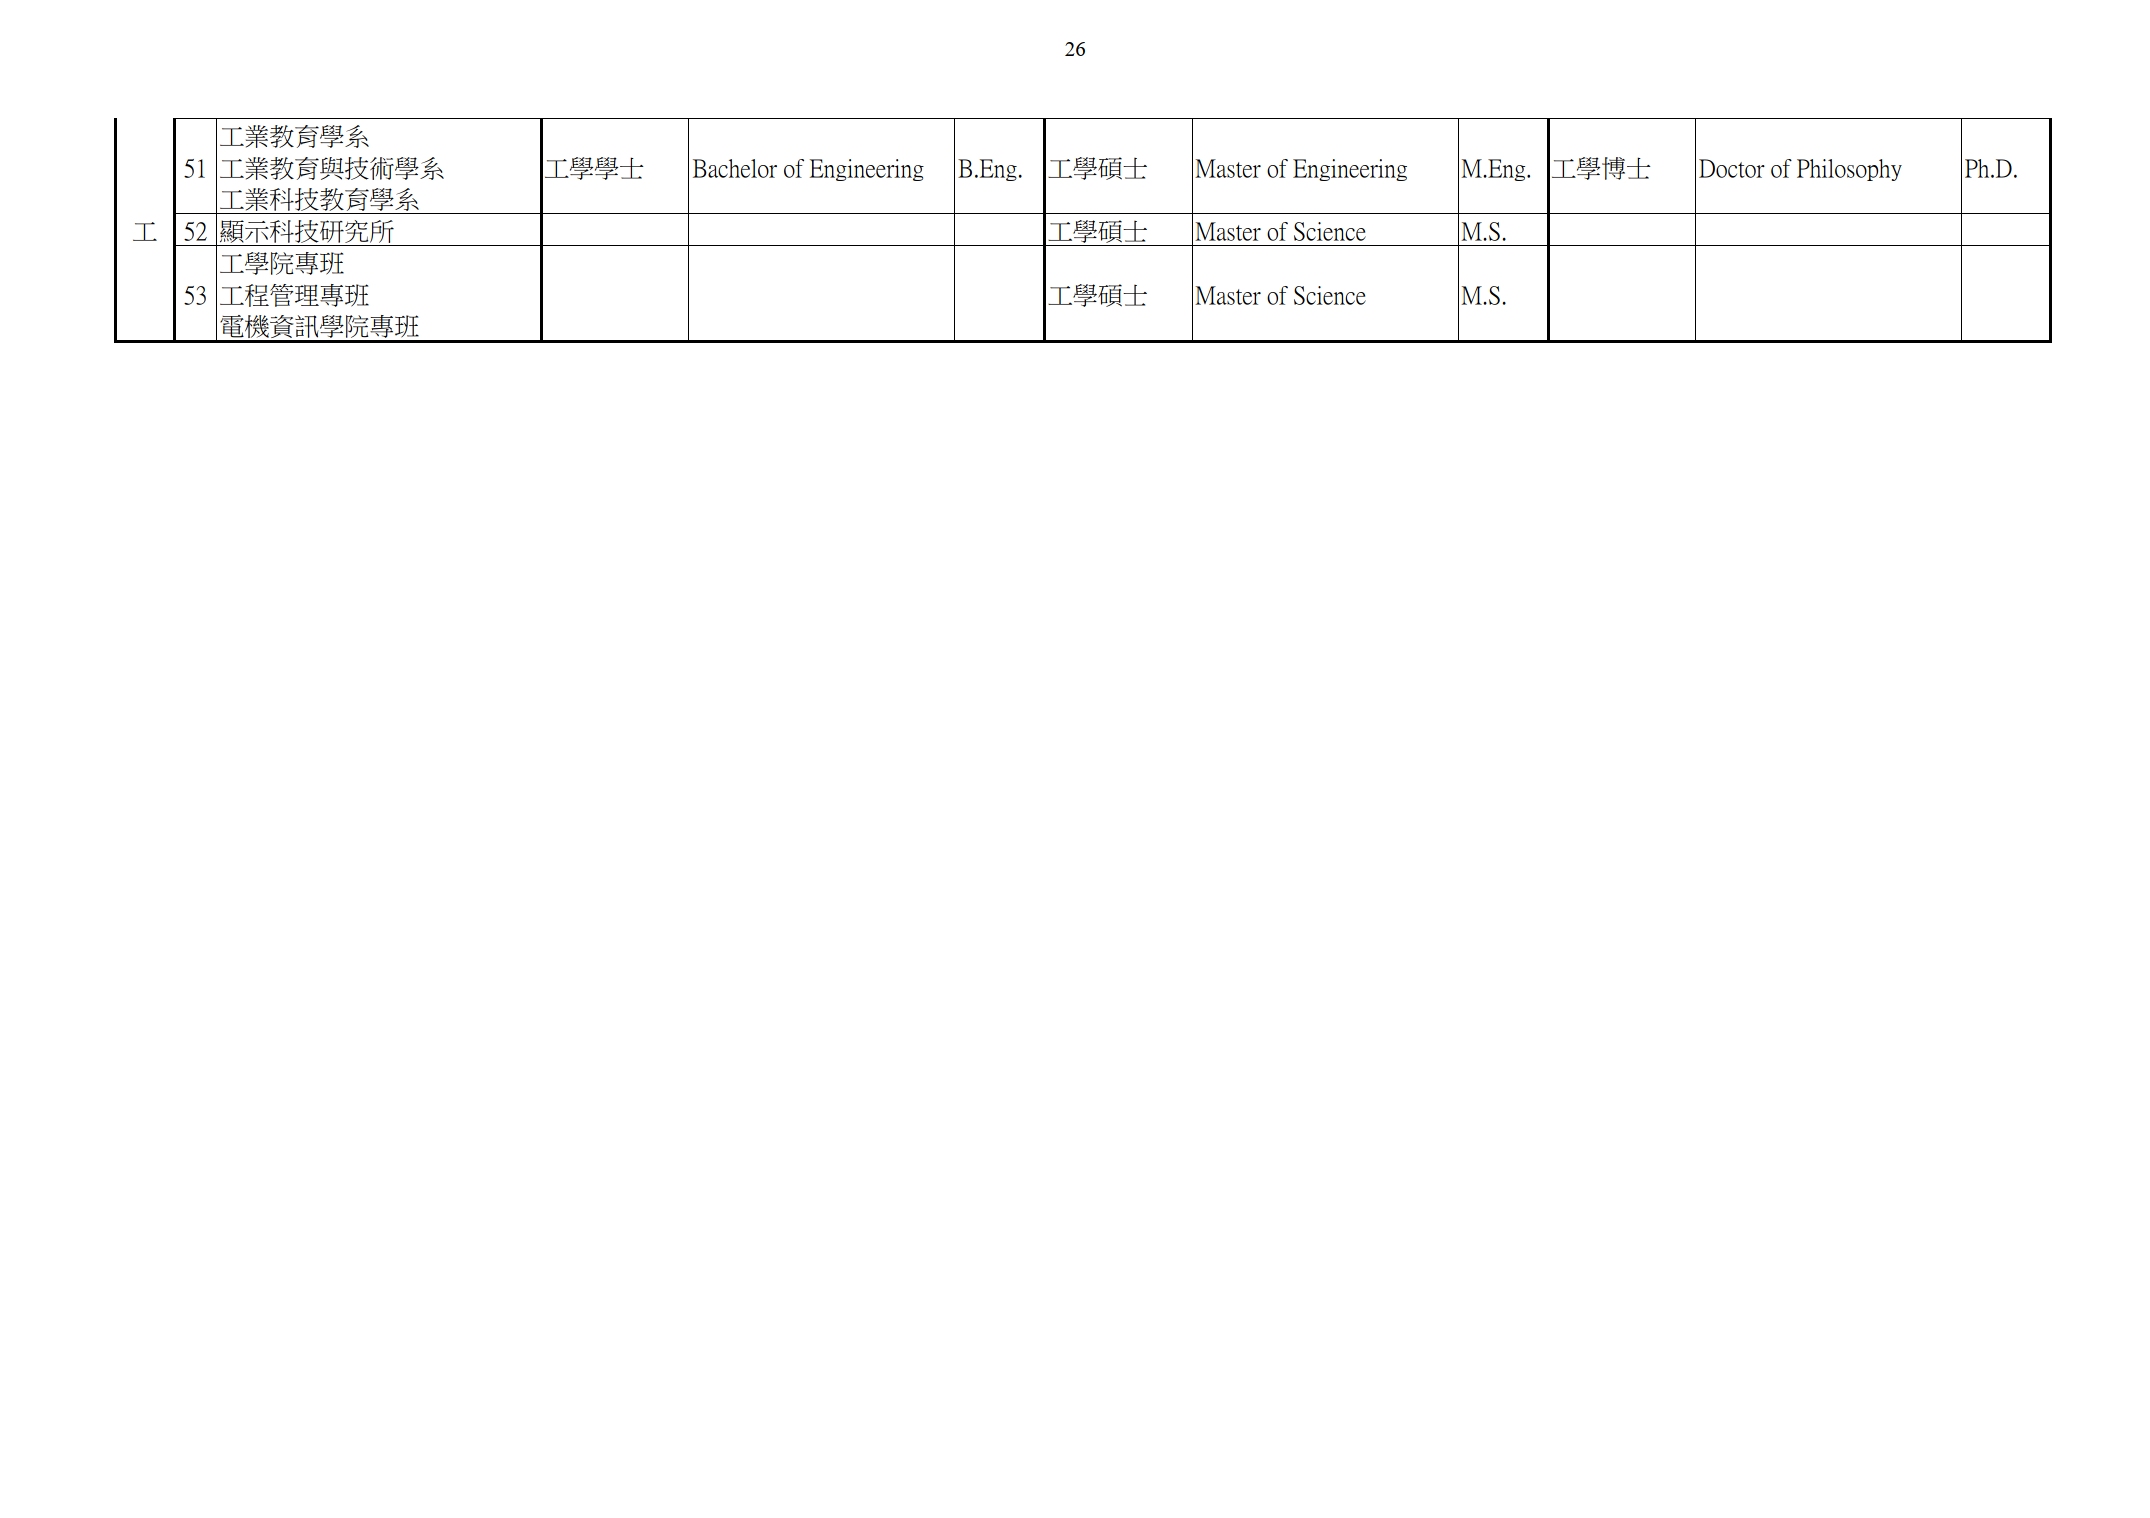 26
工業教育學系
51 工業教育與技術學系 工學學士 Bachelor of Engineering B.Eng. 工學碩士 Master of Engineering M.Eng. 工學博士 Doctor of Philosophy Ph.D.
工業科技教育學系
工 52 顯示科技研究所 工學碩士 Master of Science M.S.
工學院專班
53 工程管理專班 工學碩士 Master of Science M.S.
電機資訊學院專班